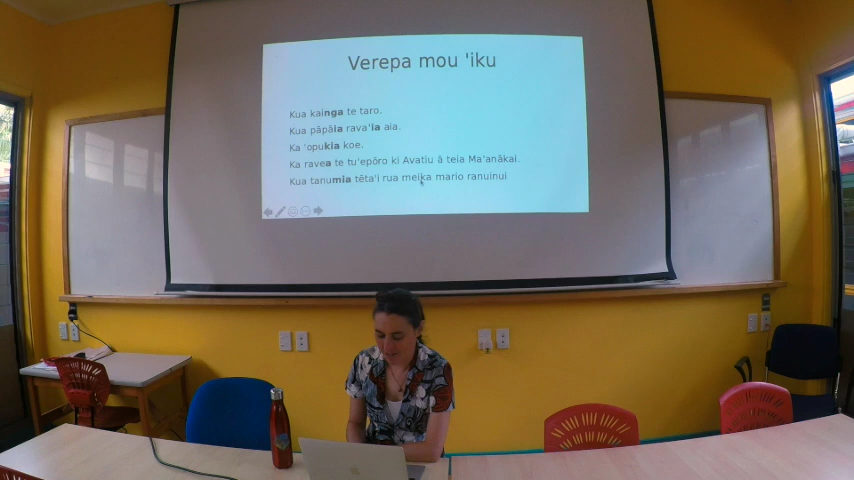 Verepa mou 'iku
Kua kainga te taro.
Kua pāpāia rava'ia aia.
Ka 'opukia koe.
Ka ravea te tu'epōro ki Avatiu ā teia Ma'anākai.
Kua tanumia tēta'i rua meika mario ranuinui